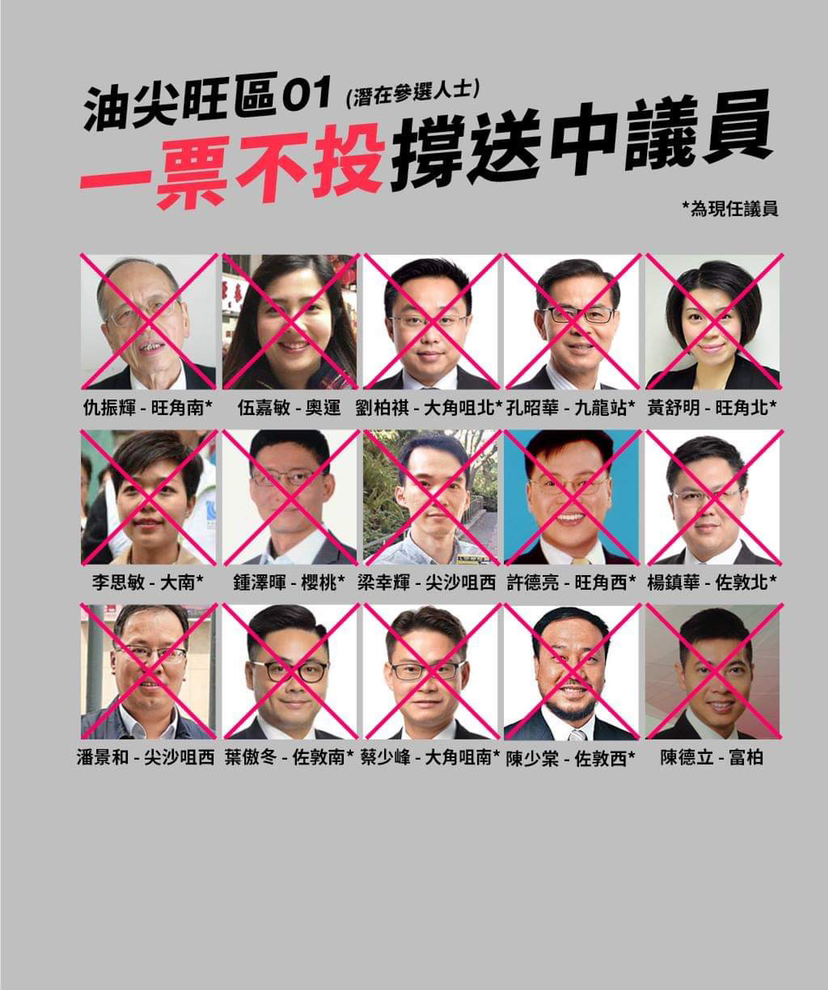 油尖旺區01 (潛在參選人士)
一票不投撐送中議員
*為現任議員
仇振輝 - 旺角南* 伍嘉敏 - 奧運 劉柏祺 - 大角咀北* 孔昭華 - 九龍站* 黃舒明 - 旺角北*
李思敏 - 大南* 鍾澤暉 - 櫻桃* 梁幸輝 - 尖沙咀西 許德亮 - 旺角西* 楊鎮華 - 佐敦北*
潘景和 - 尖沙咀西 葉傲冬 - 佐敦南* 蔡少峰 - 大角咀南* 陳少棠 - 佐敦西* 陳德立 - 富柏